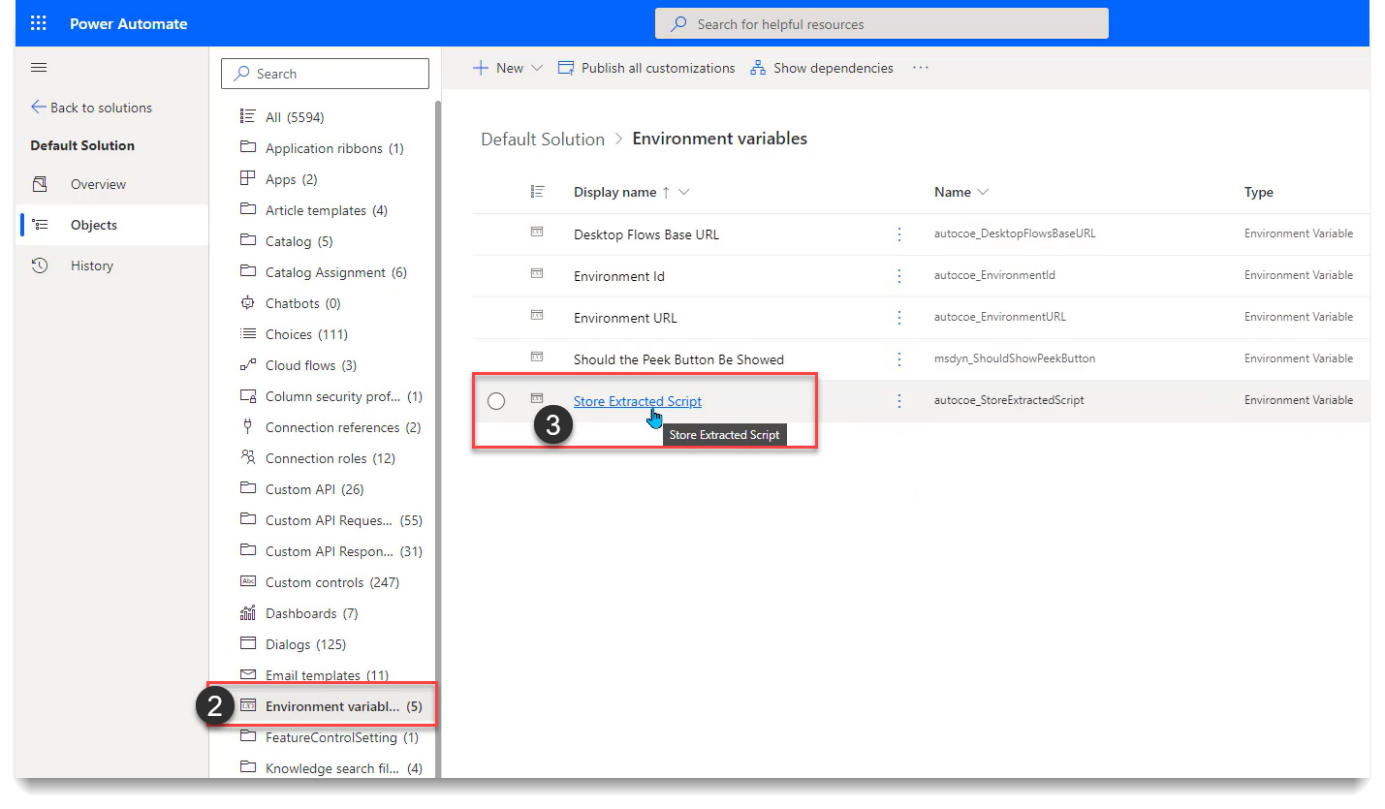 Power Automate
Search for helpful resources
Back to solutions
Default Solution
Overview
Objects
History
Search
All (5594)
Application ribbons (1)
Apps (2)
Article templates (4)
Catalog (5)
Catalog Assignment (6)
Chatbots (0)
Choices (111)
Cloud flows (3)
Column security prof... (1)
Connection references (2)
Connection roles (12)
Custom API (26)
Custom API Reques... (55)
Custom API Respon... (31)
Abc Custom controls (247)
Dashboards (7)
Dialogs (125)
Email templates (11)
2 Environment variabl... (5)
FeatureControlSetting (1)
Knowledge search fil... (4)
New Publish all customizations Show dependencies ...
Default Solution > Environment variables
Display name ↑ Name Type
Desktop Flows Base URL autocoe_DesktopFlowsBaseURL Environment Variable
Environment Id autocoe_EnvironmentId Environment Variable
Environment URL autocoe_EnvironmentURL Environment Variable
Should the Peek Button Be Showed msdyn_ShouldShowPeekButton Environment Variable
Store Extracted Script autocoe_StoreExtractedScript Environment Variable
3
Store Extracted Script